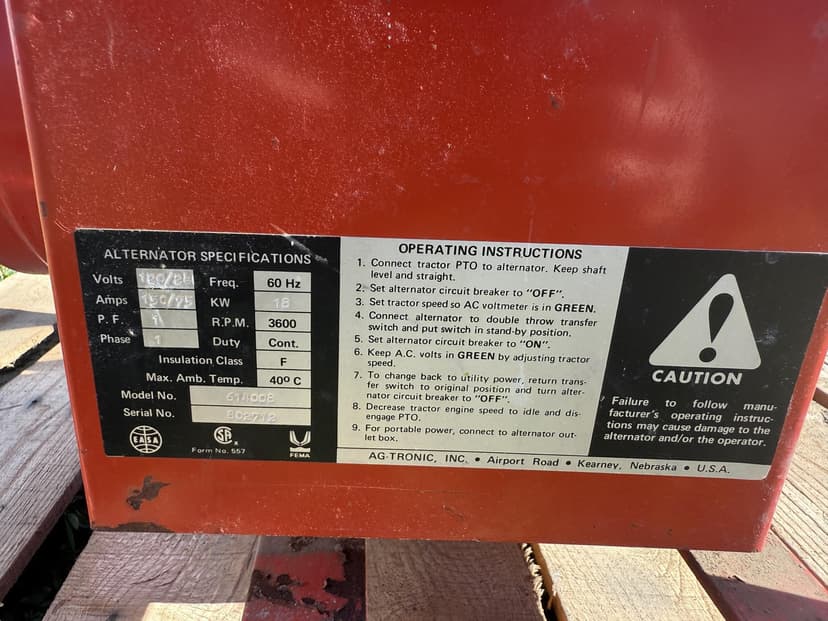 ALTERNATOR SPECIFICATIONS
Volts
Freq. 60 Hz
Amps 150/75
KW 18
P. F. 1
R.P.M. 3600
Phase 1
Duty Cont.
Insulation Class F
Max. Amb. Temp. 40º C
Model No.
Serial No. 802712
EASA
SA
FEMA
Form No. 557
OPERATING INSTRUCTIONS
1. Connect tractor PTO to alternator. Keep shaft
level and straight.
2. Set alternator circuit breaker to "OFF".
3. Set tractor speed so AC voltmeter is in GREEN.
4. Connect alternator to double throw transfer
switch and put switch in stand-by position.
5. Set alternator circuit breaker to "ON".
6. Keep A.C. volts in GREEN by adjusting tractor
speed.
7. To change back to utility power, return trans-
fer switch to original position and turn alter-
nator circuit breaker to "OFF".
8. Decrease tractor engine speed to idle and dis-
engage PTO.
9. For portable power, connect to alternator out-
let box.
CAUTION
Failure to follow manu-
facturer's operating instruc-
tions may cause damage to the
alternator and/or the operator.
AG-TRONIC, INC. • Airport Road • Kearney, Nebraska • U.S.A.